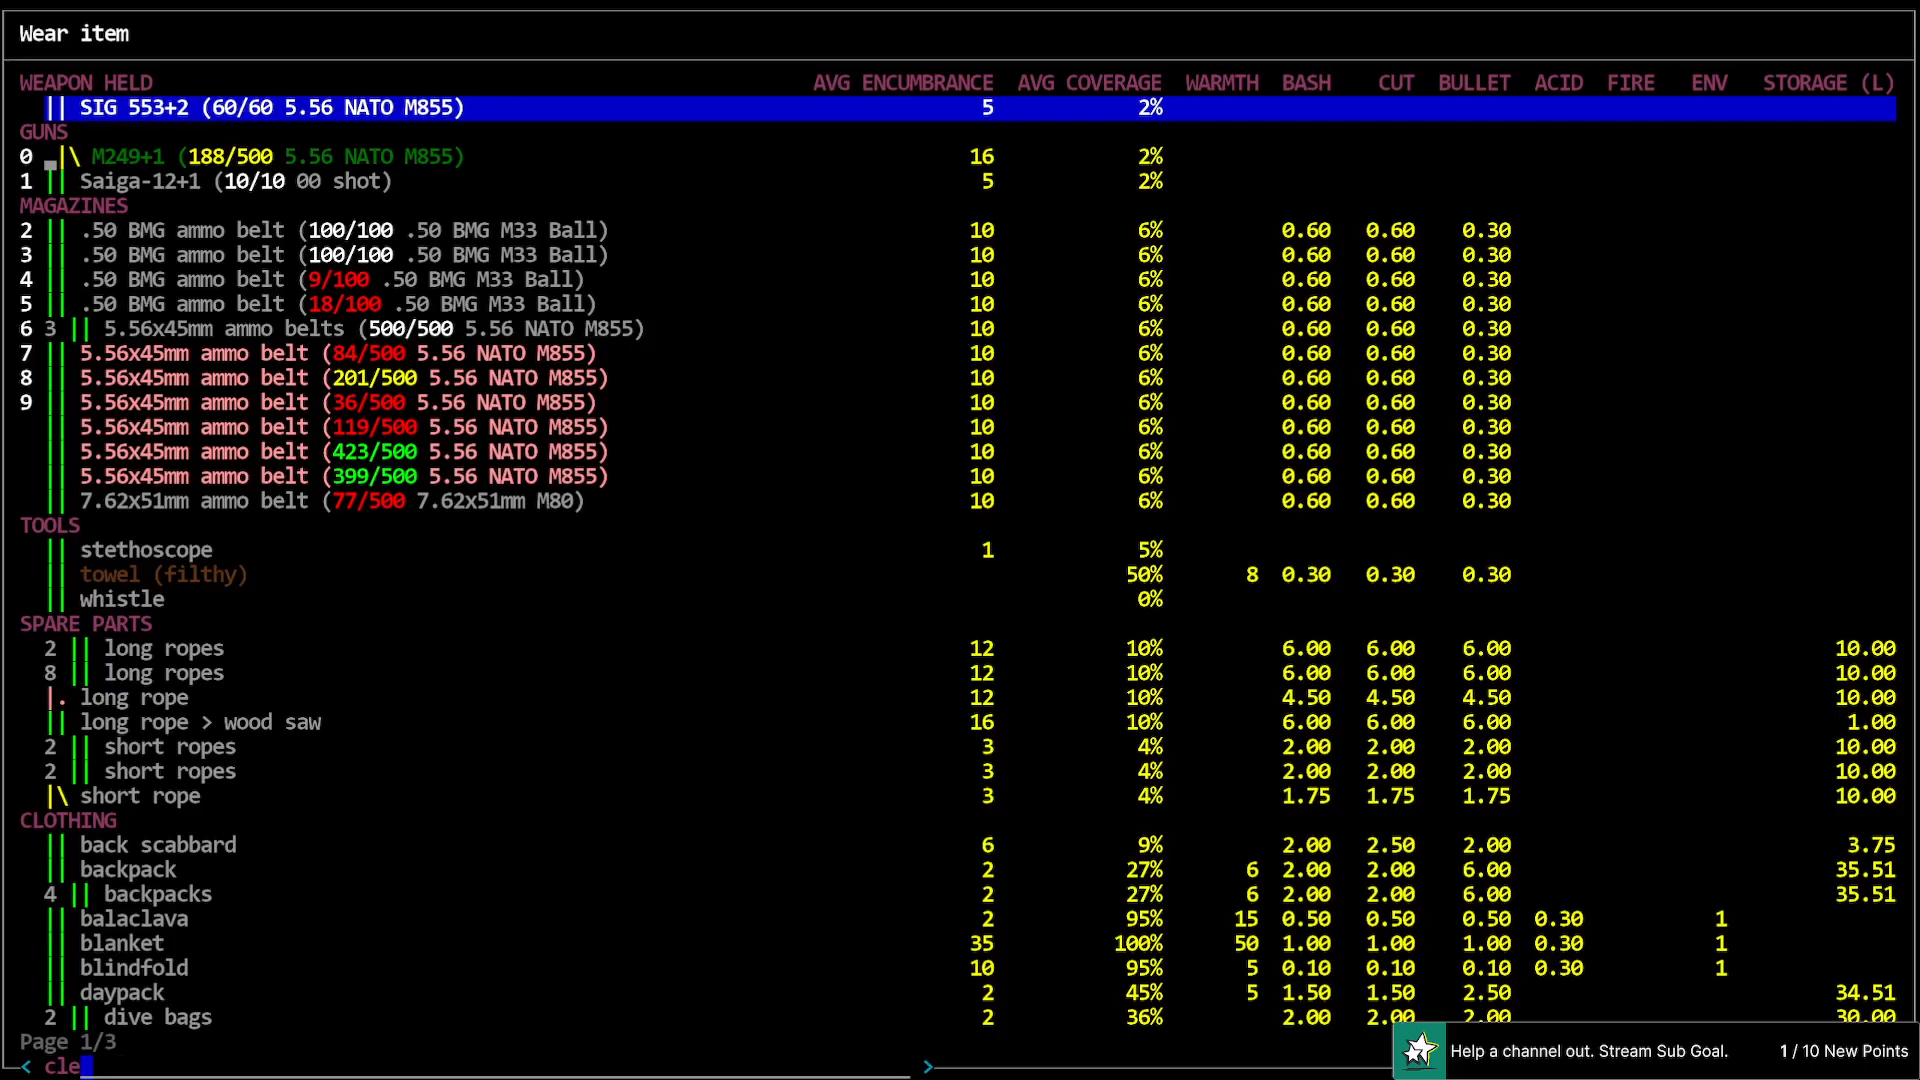 Wear item
WEAPON HELD AVG ENCUMBRANCE AVG COVERAGE WARMTH BASH CUT BULLET ACID FIRE ENV STORAGE (L)
|| SIG 553+2 (60/60 5.56 NATO M855) 5 2%
GUNS
0 |\ M249+1 (188/500 5.56 NATO M855) 16 2%
1 || Saiga-12+1 (10/10 00 shot) 5 2%
MAGAZINES
2 || .50 BMG ammo belt (100/100 .50 BMG M33 Ball) 10 6% 0.60 0.60 0.30
3 || .50 BMG ammo belt (100/100 .50 BMG M33 Ball) 10 6% 0.60 0.60 0.30
4 || .50 BMG ammo belt (9/100 .50 BMG M33 Ball) 10 6% 0.60 0.60 0.30
5 || .50 BMG ammo belt (18/100 .50 BMG M33 Ball) 10 6% 0.60 0.60 0.30
6 3 || 5.56x45mm ammo belts (500/500 5.56 NATO M855) 10 6% 0.60 0.60 0.30
7 || 5.56x45mm ammo belt (84/500 5.56 NATO M855) 10 6% 0.60 0.60 0.30
8 || 5.56x45mm ammo belt (201/500 5.56 NATO M855) 10 6% 0.60 0.60 0.30
9 || 5.56x45mm ammo belt (36/500 5.56 NATO M855) 10 6% 0.60 0.60 0.30
|| 5.56x45mm ammo belt (119/500 5.56 NATO M855) 10 6% 0.60 0.60 0.30
|| 5.56x45mm ammo belt (423/500 5.56 NATO M855) 10 6% 0.60 0.60 0.30
|| 5.56x45mm ammo belt (399/500 5.56 NATO M855) 10 6% 0.60 0.60 0.30
|| 7.62x51mm ammo belt (77/500 7.62x51mm M80) 10 6% 0.60 0.60 0.30
TOOLS
|| stethoscope 1 5%
|| towel (filthy) 50% 8 0.30 0.30 0.30
|| whistle 0%
SPARE PARTS
2 || long ropes 12 10% 6.00 6.00 6.00 10.00
8 || long ropes 12 10% 6.00 6.00 6.00 10.00
|. long rope 12 10% 4.50 4.50 4.50 10.00
|| long rope > wood saw 16 10% 6.00 6.00 6.00 1.00
2 || short ropes 3 4% 2.00 2.00 2.00 10.00
2 || short ropes 3 4% 2.00 2.00 2.00 10.00
|\ short rope 3 4% 1.75 1.75 1.75 10.00
CLOTHING
|| back scabbard 6 9% 2.00 2.50 2.00 3.75
|| backpack 2 27% 6 2.00 2.00 6.00 35.51
4 || backpacks 2 27% 6 2.00 2.00 6.00 35.51
|| balaclava 2 95% 15 0.50 0.50 0.50 0.30 1
|| blanket 35 100% 50 1.00 1.00 1.00 0.30 1
|| blindfold 10 95% 5 0.10 0.10 0.10 0.30 1
|| daypack 2 45% 5 1.50 1.50 2.50 34.51
2 || dive bags 2 36% 2.00 2.00 2.00 30.00
Page 1/3
< cle >
Help a channel out. Stream Sub Goal. 1 / 10 New Points